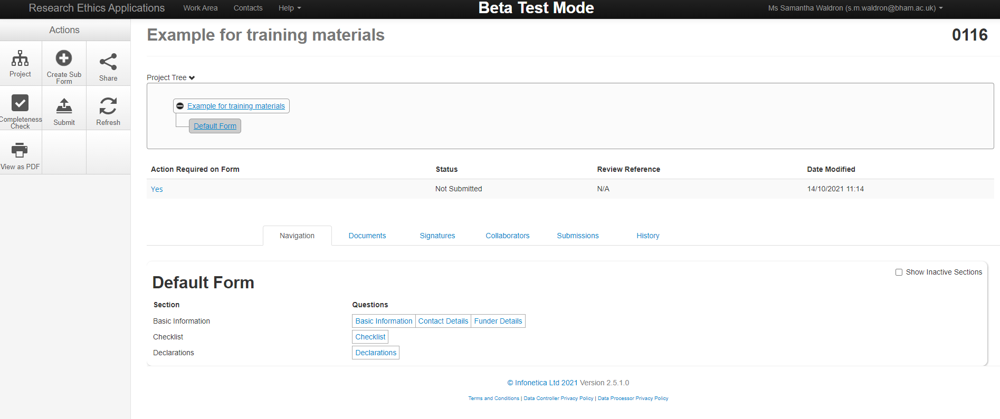 Research Ethics Applications Work Area Contacts Help Beta Test Mode Ms Samantha Waldron (s.m.waldron@bham.ac.uk)
Actions
Project
Create Sub
Form
Share
Completeness
Check
Submit
Refresh
View as PDF
Example for training materials 0116
Project Tree
Example for training materials
Default Form
Action Required on Form Status Review Reference Date Modified
Yes Not Submitted N/A 14/10/2021 11:14
Navigation Documents Signatures Collaborators Submissions History
Show Inactive Sections
Default Form
Section Questions
Basic Information Basic Information Contact Details Funder Details
Checklist Checklist
Declarations Declarations
© Infonetica Ltd 2021 Version 2.5.1.0
Terms and Conditions | Data Controller Privacy Policy | Data Processor Privacy Policy